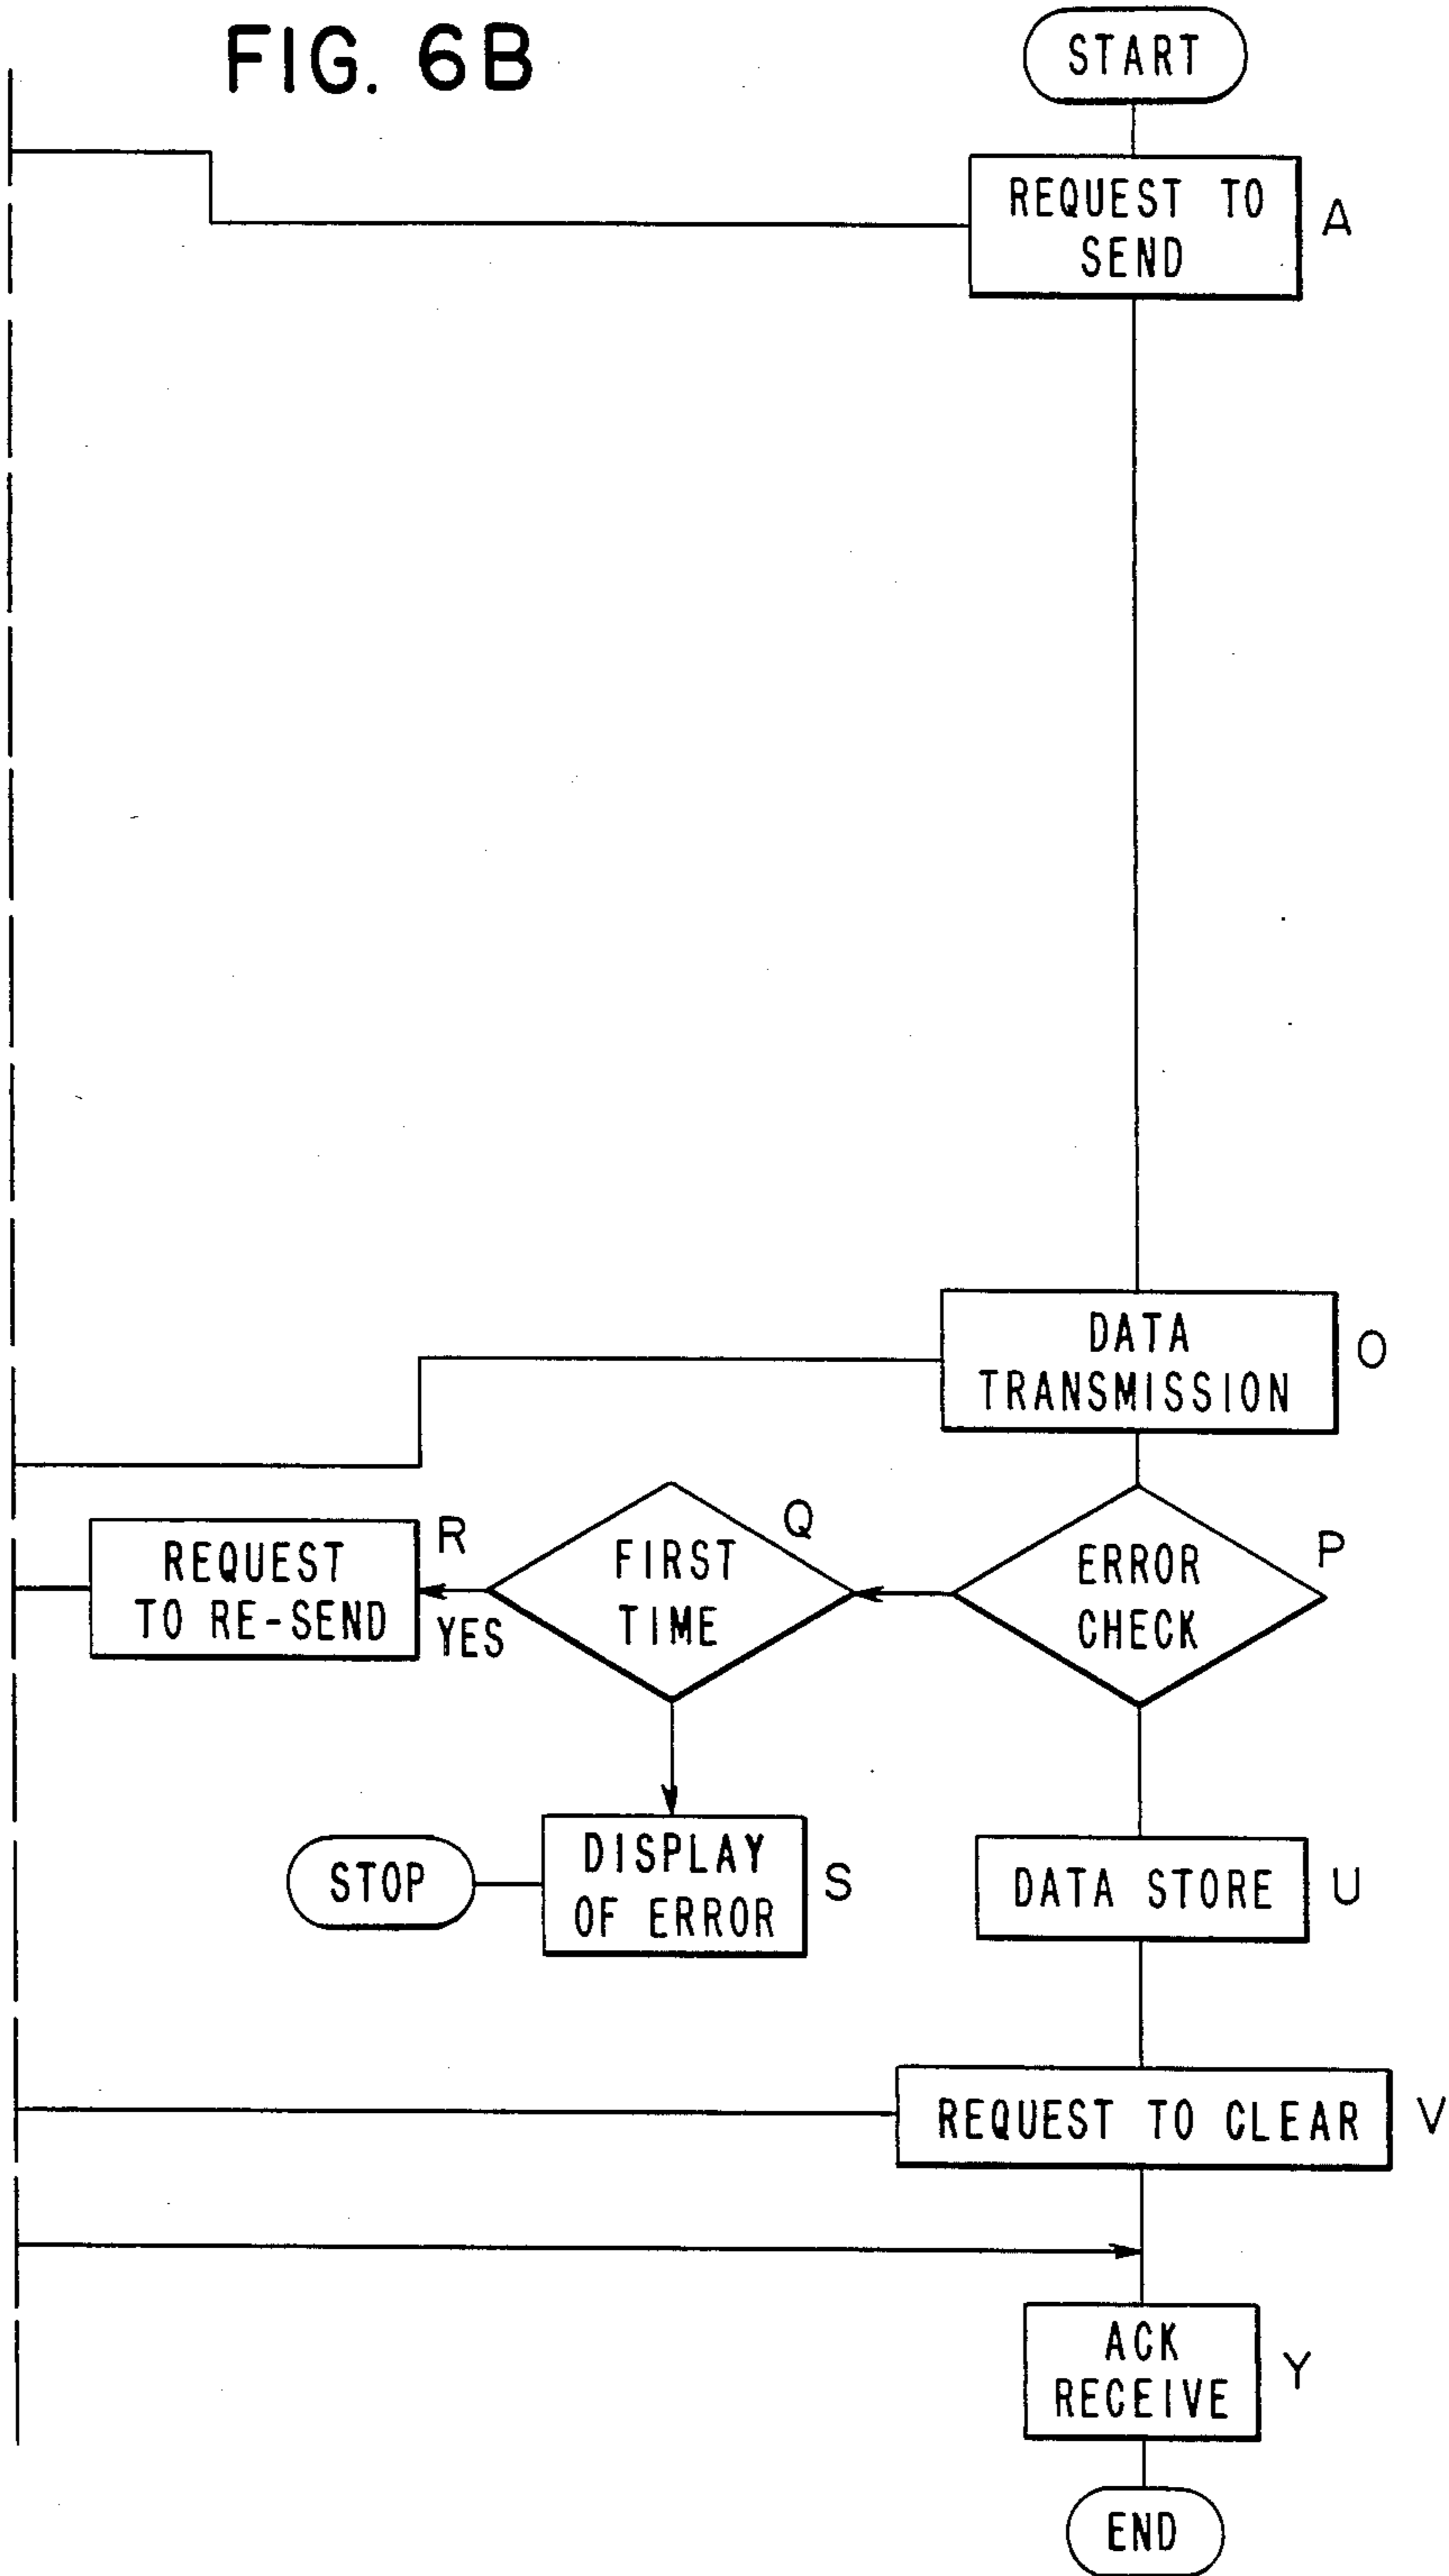 FIG. 6B
START
REQUEST TO
SEND
A
DATA
TRANSMISSION
O
REQUEST
TO RE-SEND
R
YES
FIRST
TIME
Q
ERROR
CHECK
P
STOP
DISPLAY
OF ERROR
S
DATA STORE
U
REQUEST TO CLEAR
V
ACK
RECEIVE
Y
END